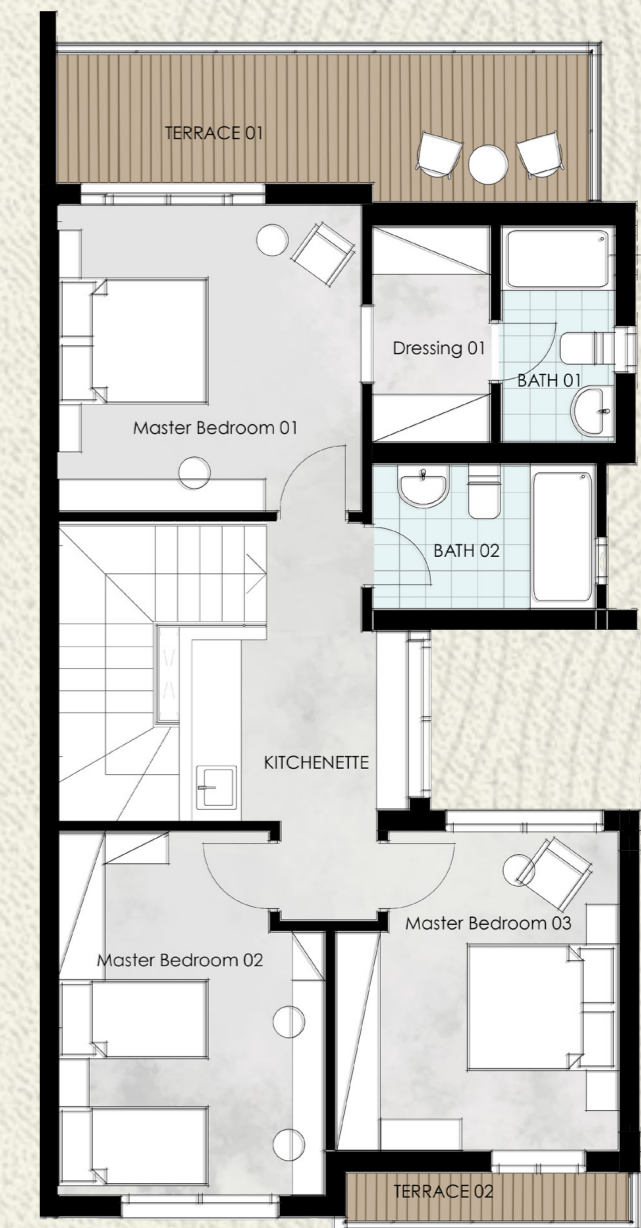 TERRACE 01
Dressing 01
BATH 01
Master Bedroom 01
BATH 02
KITCHENETTE
Master Bedroom 03
Master Bedroom 02
TERRACE 02